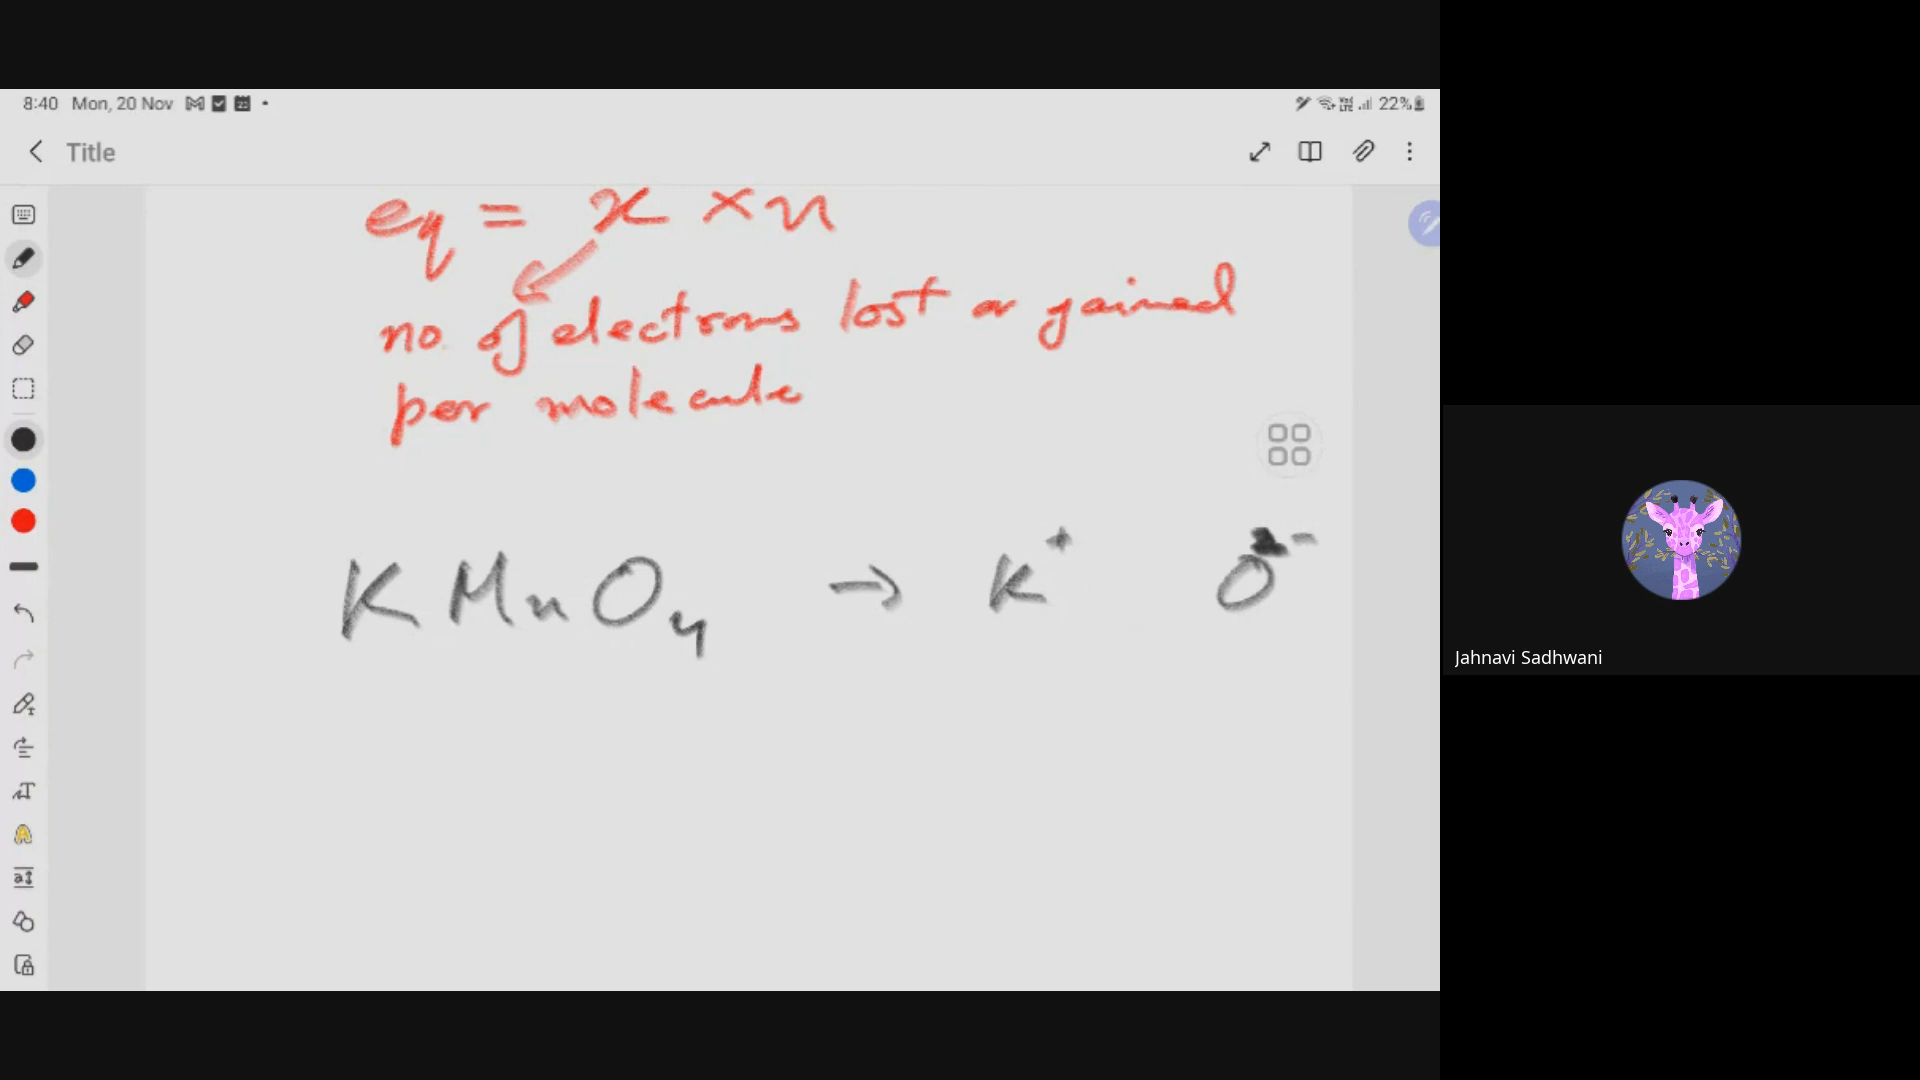 8:40 Mon, 20 Nov
22%
Title
eq = x × n
no. of electrons lost or gained
per molecule
KMnO₄ → K⁺ O²⁻
Jahnavi Sadhwani